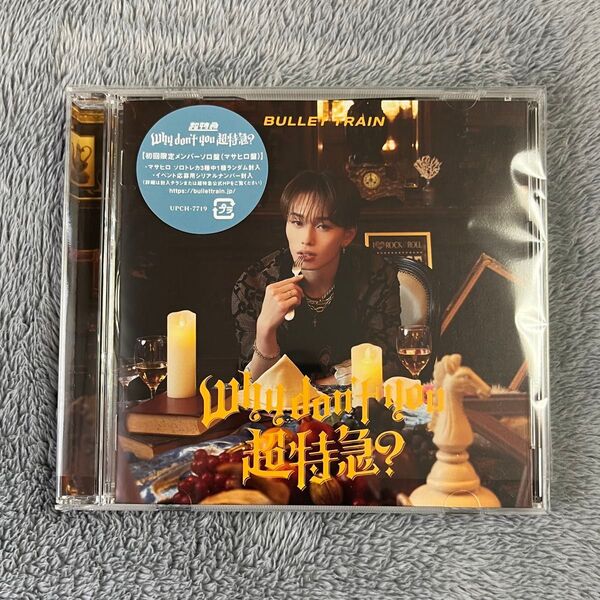 超特急
Why don't you 超特急?
【初回限定メンバーソロ盤(マサヒロ盤)】
・マサヒロ ソロトレカ3種中1種ランダム封入
・イベント応募用シリアルナンバー封入
(詳細は封入チラシまたは超特急公式HPをご覧ください)
https://bullettrain.jp/
UPCH-7719
プラ
BULLET TRAIN
I ROCK'N ROLL
Why don't you
超特急?